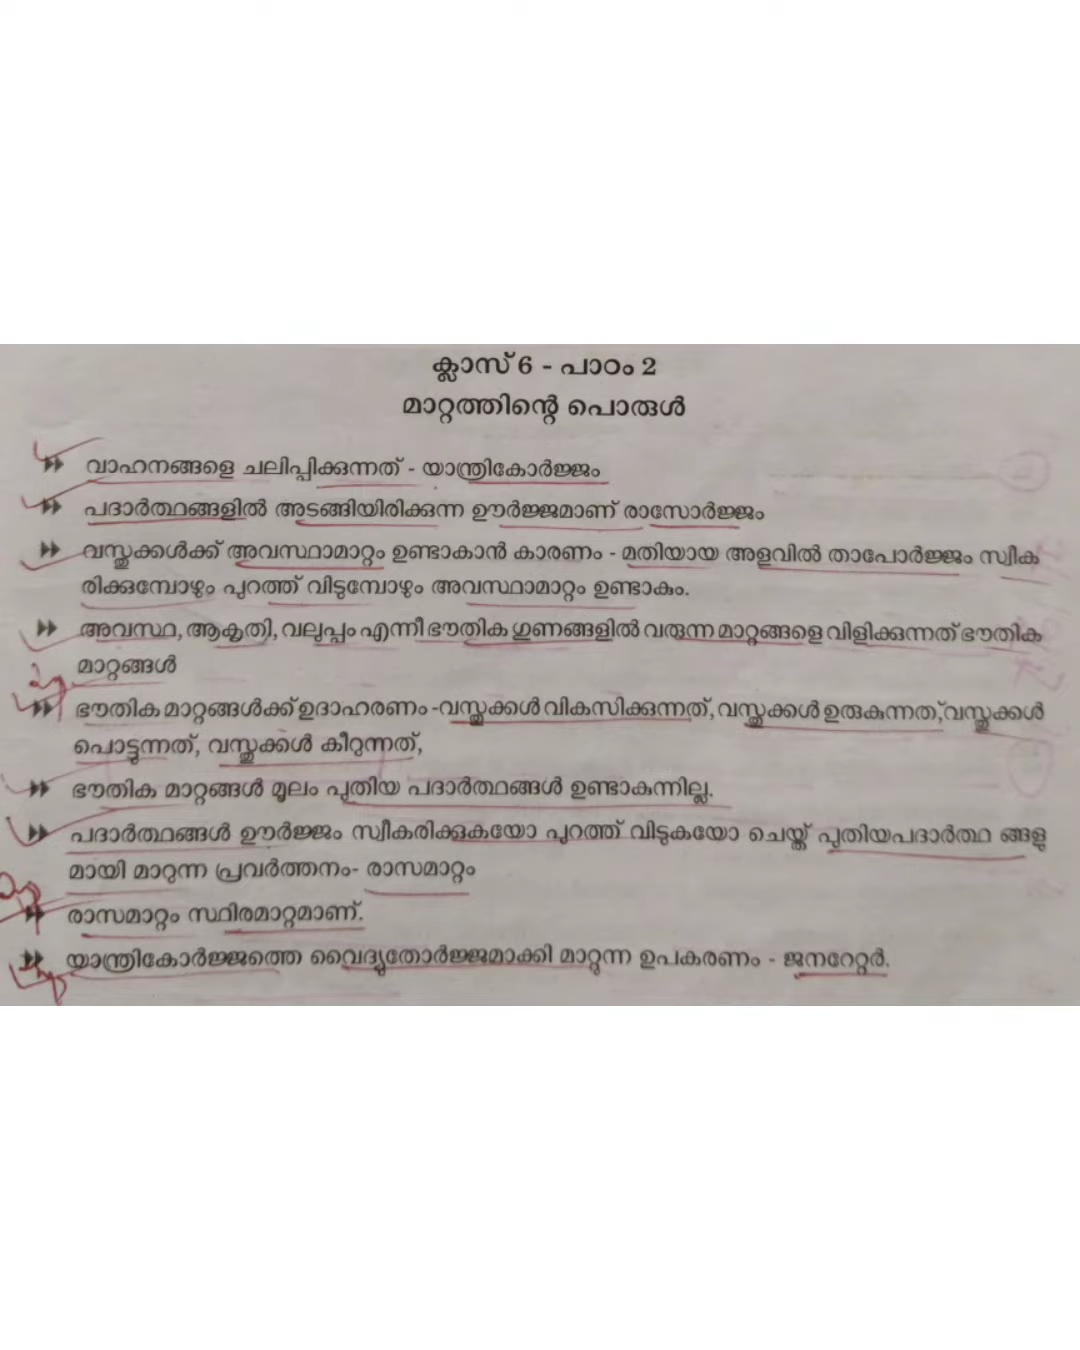 ക്ലാസ് 6 - പാഠം 2
മാറ്റത്തിന്റെ പൊരുൾ
വാഹനങ്ങളെ ചലിപ്പിക്കുന്നത് - യാന്ത്രികോർജ്ജം
പദാർത്ഥങ്ങളിൽ അടങ്ങിയിരിക്കുന്ന ഊർജ്ജമാണ് രാസോർജ്ജം
വസ്തുക്കൾക്ക് അവസ്ഥാമാറ്റം ഉണ്ടാകാൻ കാരണം - മതിയായ അളവിൽ താപോർജ്ജം സ്വീക
രിക്കുമ്പോഴും പുറത്ത് വിടുമ്പോഴും അവസ്ഥാമാറ്റം ഉണ്ടാകും.
അവസ്ഥ, ആകൃതി, വലുപ്പം എന്നീ ഭൗതിക ഗുണങ്ങളിൽ വരുന്ന മാറ്റങ്ങളെ വിളിക്കുന്നത് ഭൗതിക
മാറ്റങ്ങൾ
ഭൗതിക മാറ്റങ്ങൾക്ക് ഉദാഹരണം -വസ്തുക്കൾ വികസിക്കുന്നത്, വസ്തുക്കൾ ഉരുകുന്നത,്വസ്തുക്കൾ
പൊട്ടുന്നത്, വസ്തുക്കൾ കീറുന്നത്,
ഭൗതിക മാറ്റങ്ങൾ മൂലം പുതിയ പദാർത്ഥങ്ങൾ ഉണ്ടാകുന്നില്ല.
പദാർത്ഥങ്ങൾ ഊർജ്ജം സ്വീകരിക്കുകയോ പുറത്ത് വിടുകയോ ചെയ്ത് പുതിയപദാർത്ഥ ങ്ങളു
മായി മാറുന്ന പ്രവർത്തനം- രാസമാറ്റം
രാസമാറ്റം സ്ഥിരമാറ്റമാണ്.
യാന്ത്രികോർജ്ജത്തെ വൈദ്യുതോർജ്ജമാക്കി മാറ്റുന്ന ഉപകരണം - ജനറേറ്റർ.